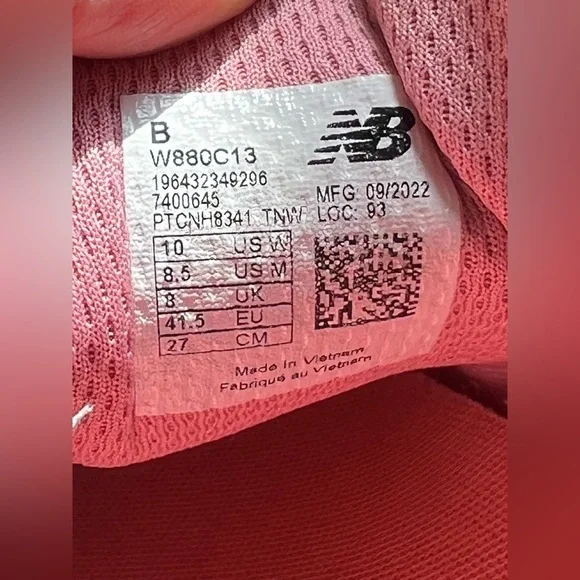 B
NB
W880C13
196432349296
7400645
MFG 09/2022
PTCNH8341 TNW LOC: 93
10 US W
8.5 US M
8 UK
41.5 EU
27 CM
Made In Vietnam
Fabriqué au Vietnam